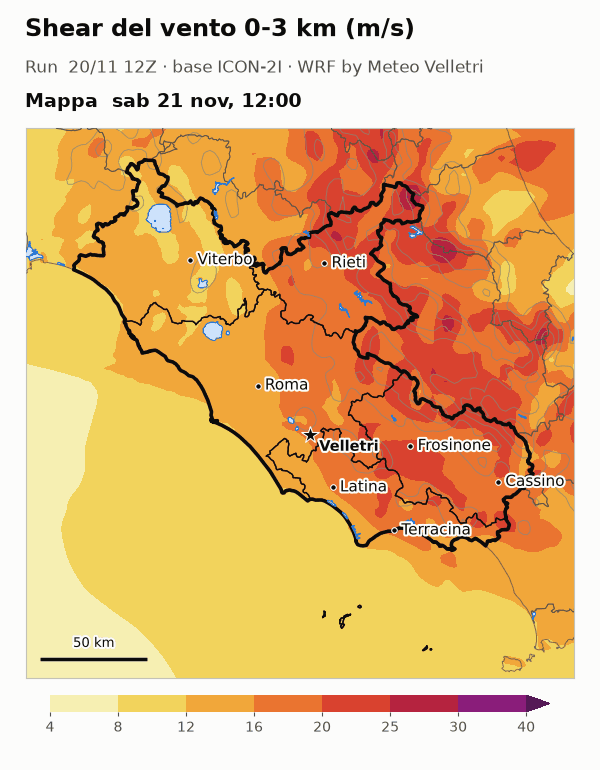 Shear del vento 0-3 km (m/s)
Run 20/11 12Z · base ICON-2I · WRF by Meteo Velletri
Mappa sab 21 nov, 12:00
Viterbo
Rieti
Roma
Velletri
Frosinone
Latina
Cassino
Terracina
50 km
4 8 12 16 20 25 30 40